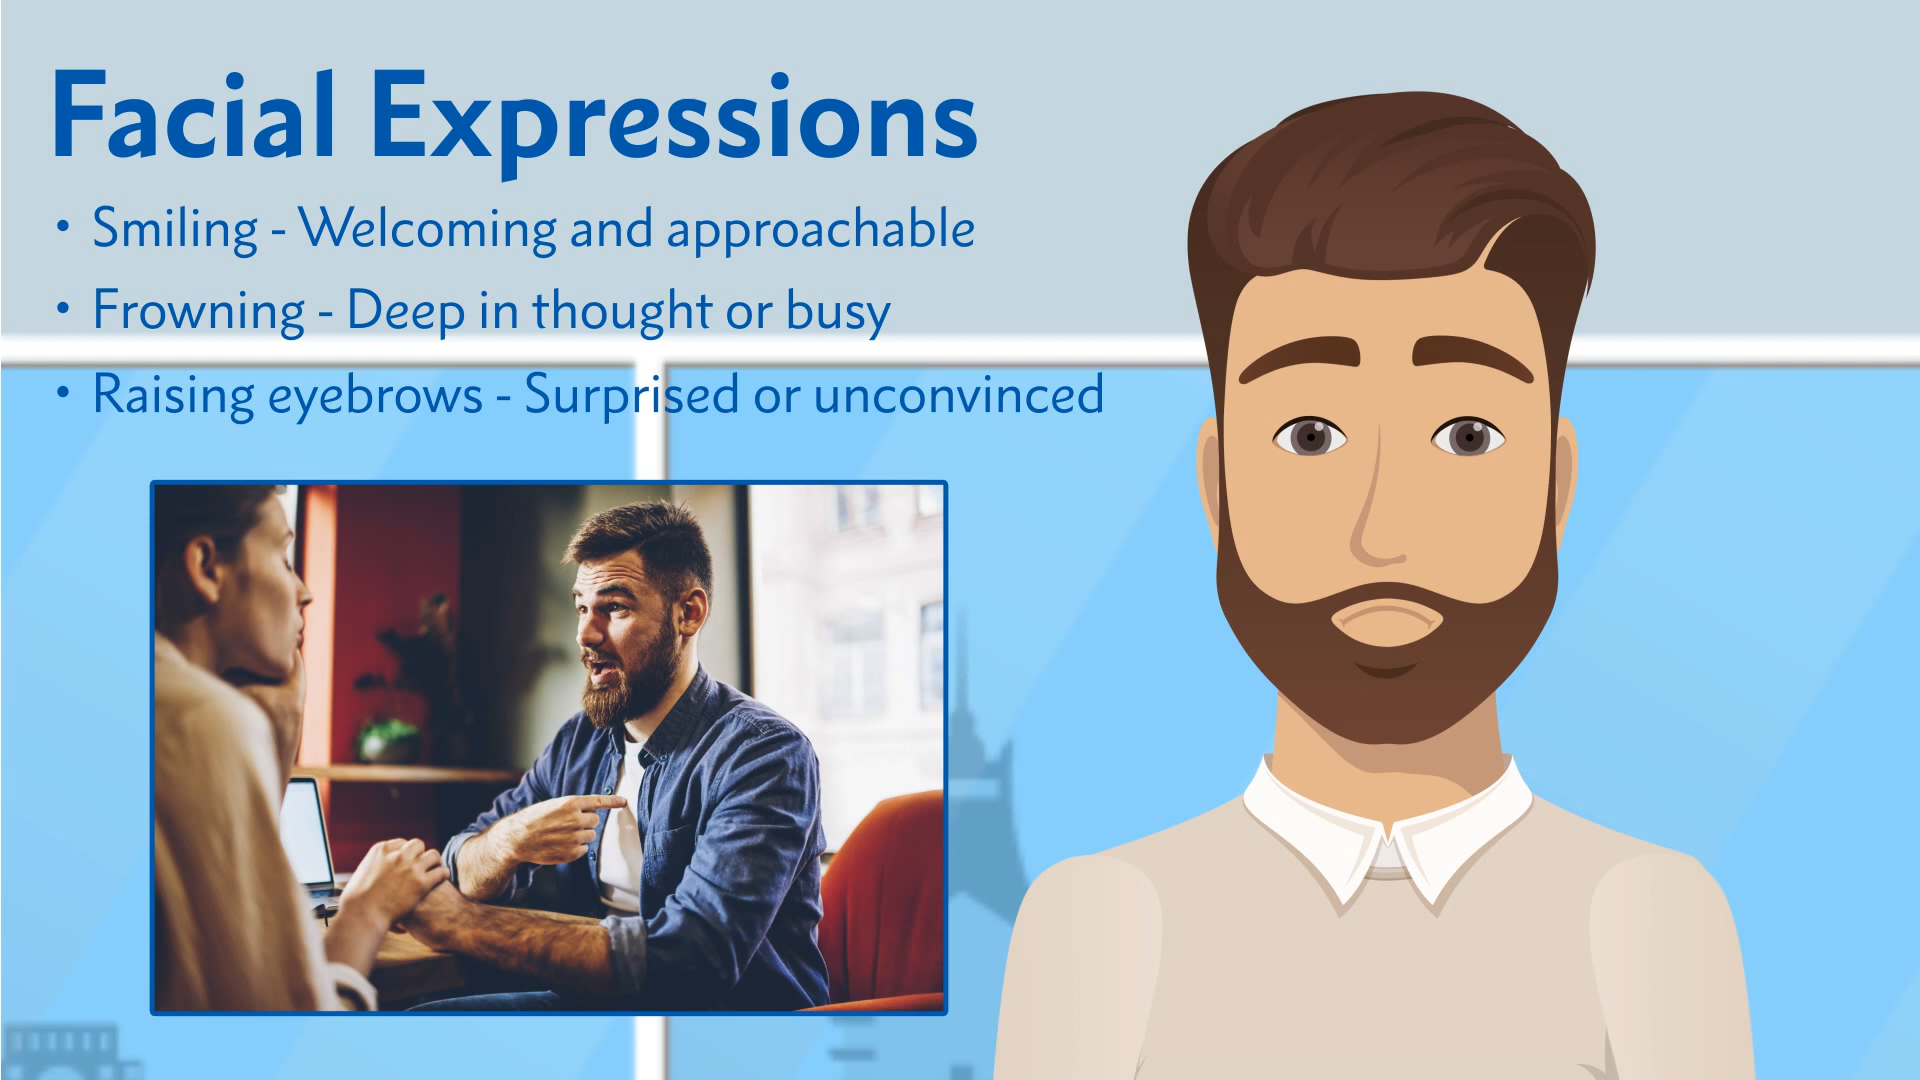 Facial Expressions
• Smiling - Welcoming and approachable
• Frowning - Deep in thought or busy
• Raising eyebrows - Surprised or unconvinced